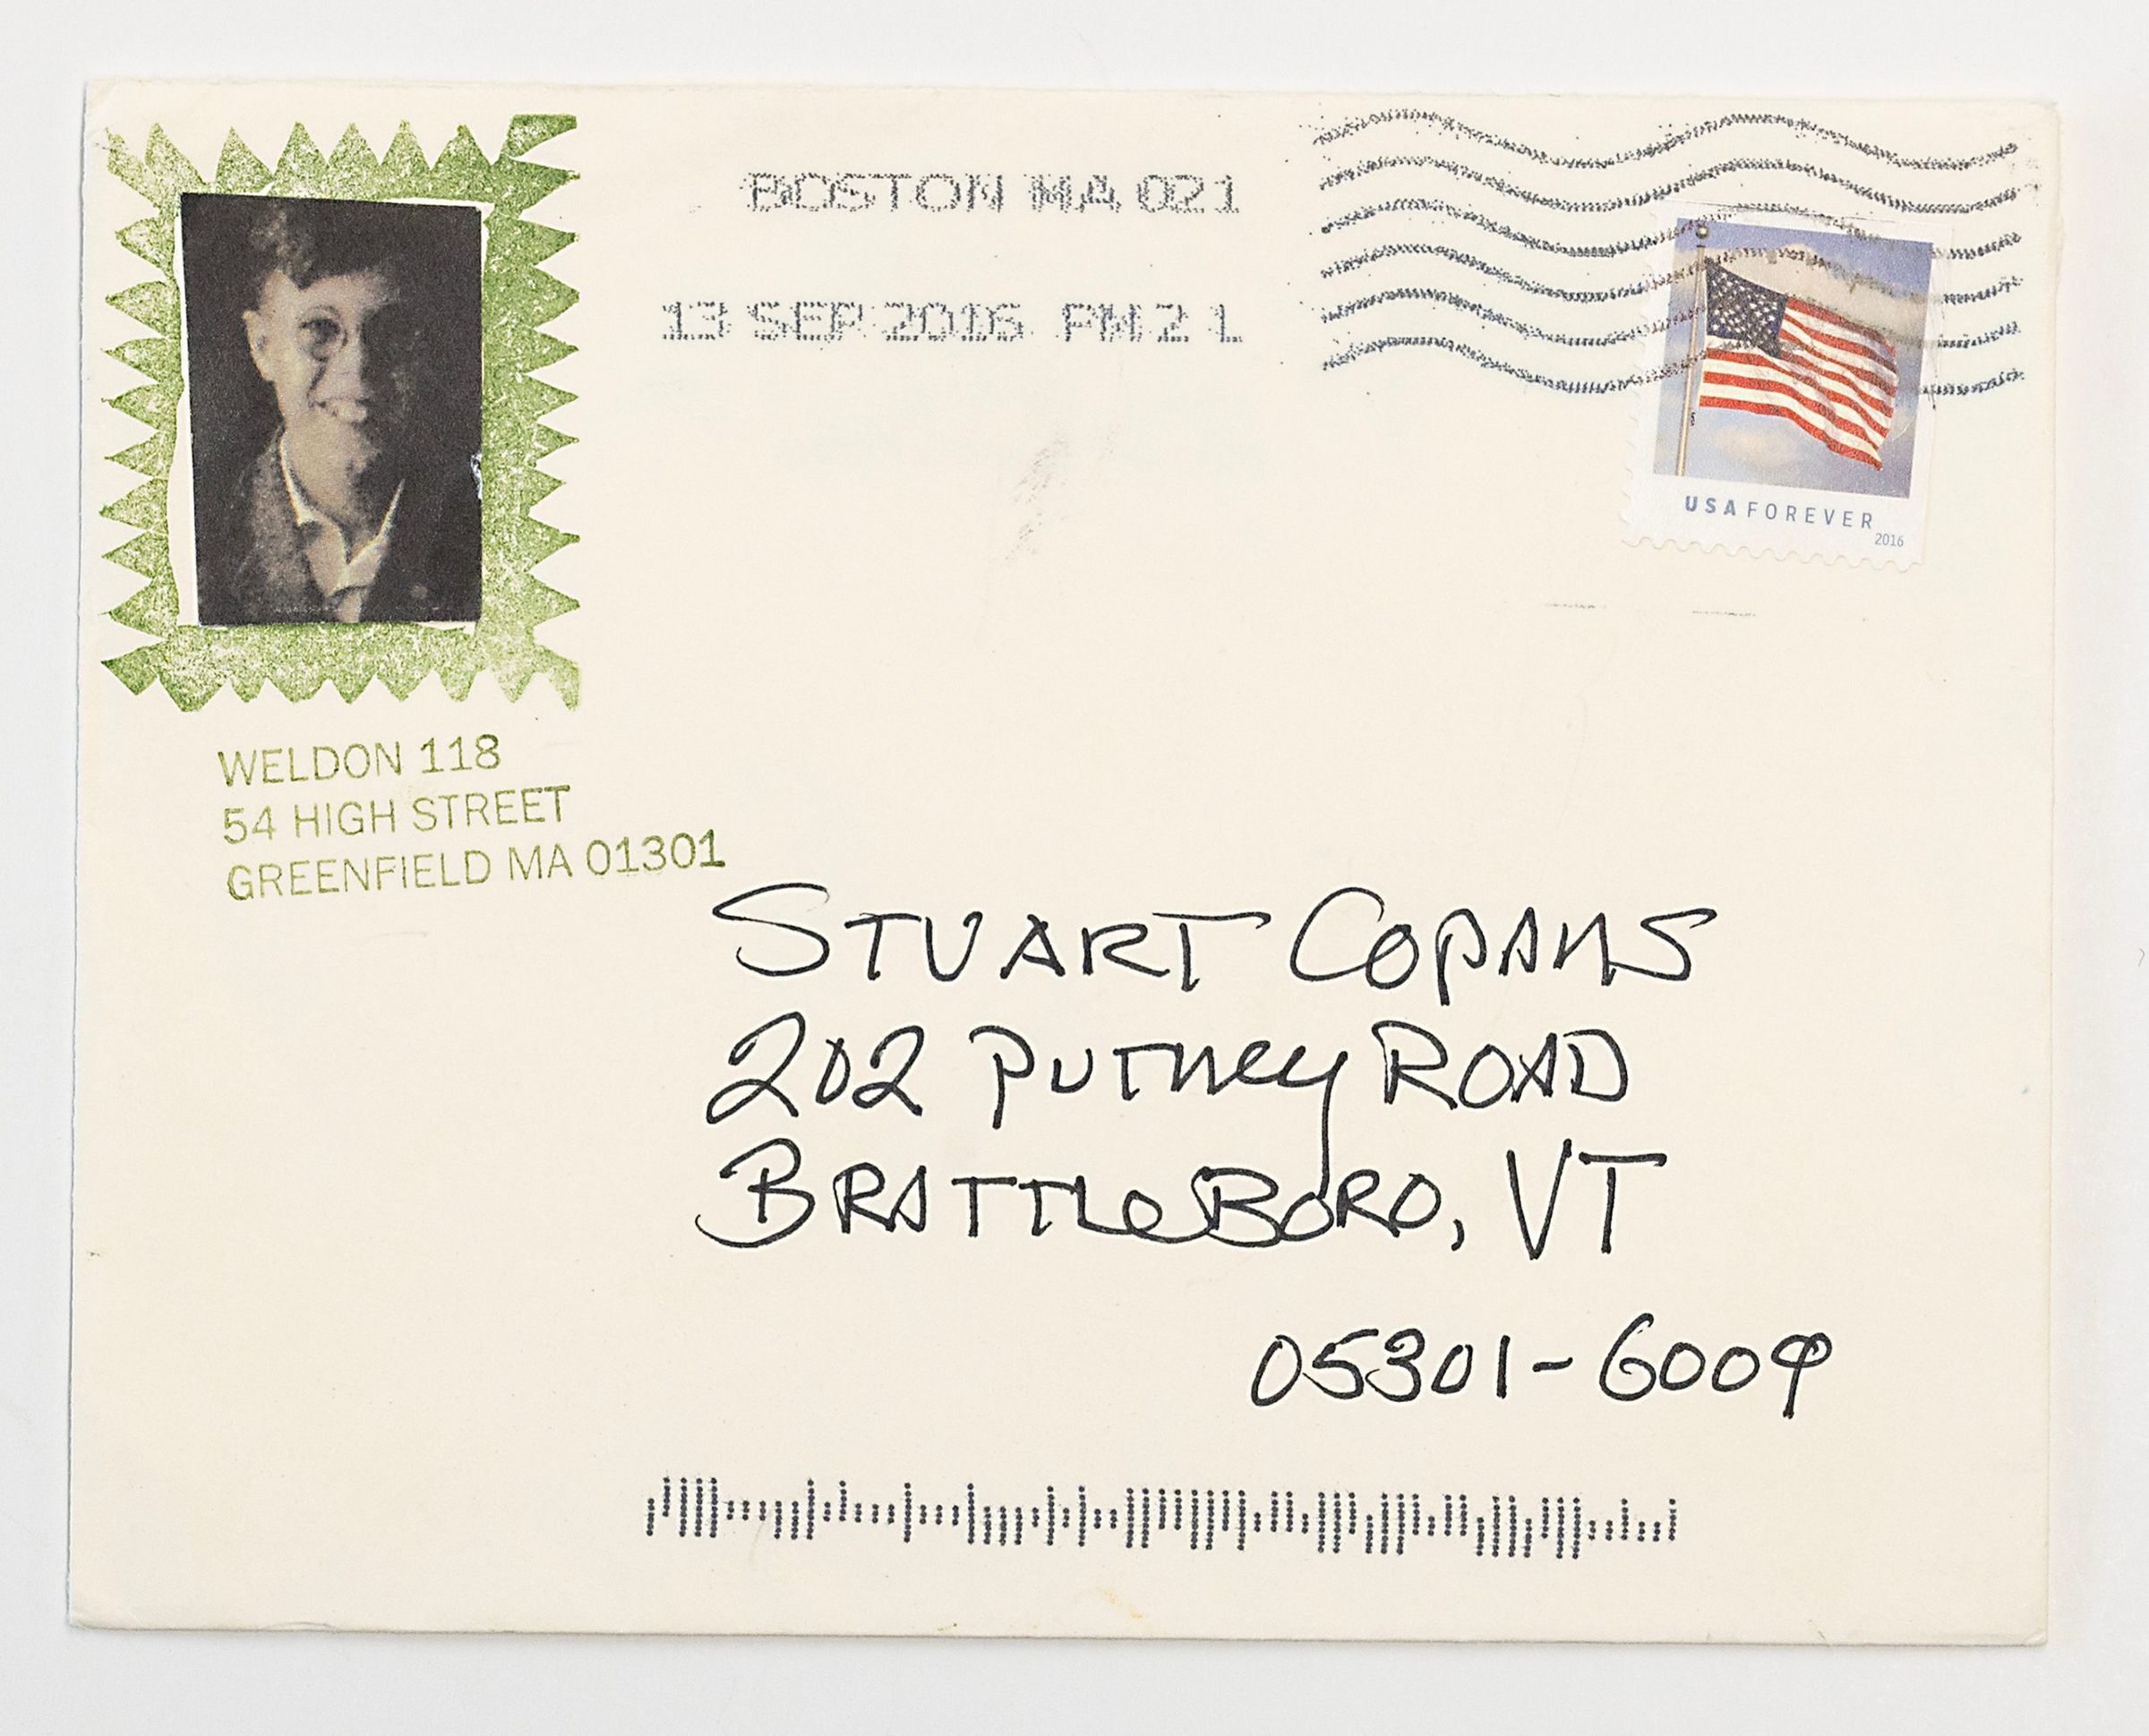 BOSTON MA 021
13 SEP 2016 PM 2 L
USA FOREVER
2016
WELDON 118
54 HIGH STREET
GREENFIELD MA 01301
STUART COPANS
202 PUTNEY ROAD
BRATTLEBORO, VT
05301-6009